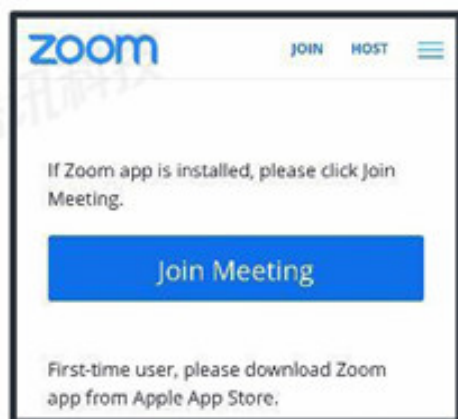 zoom JOIN HOST
If Zoom app is installed, please click Join
Meeting.
Join Meeting
First-time user, please download Zoom
app from Apple App Store.